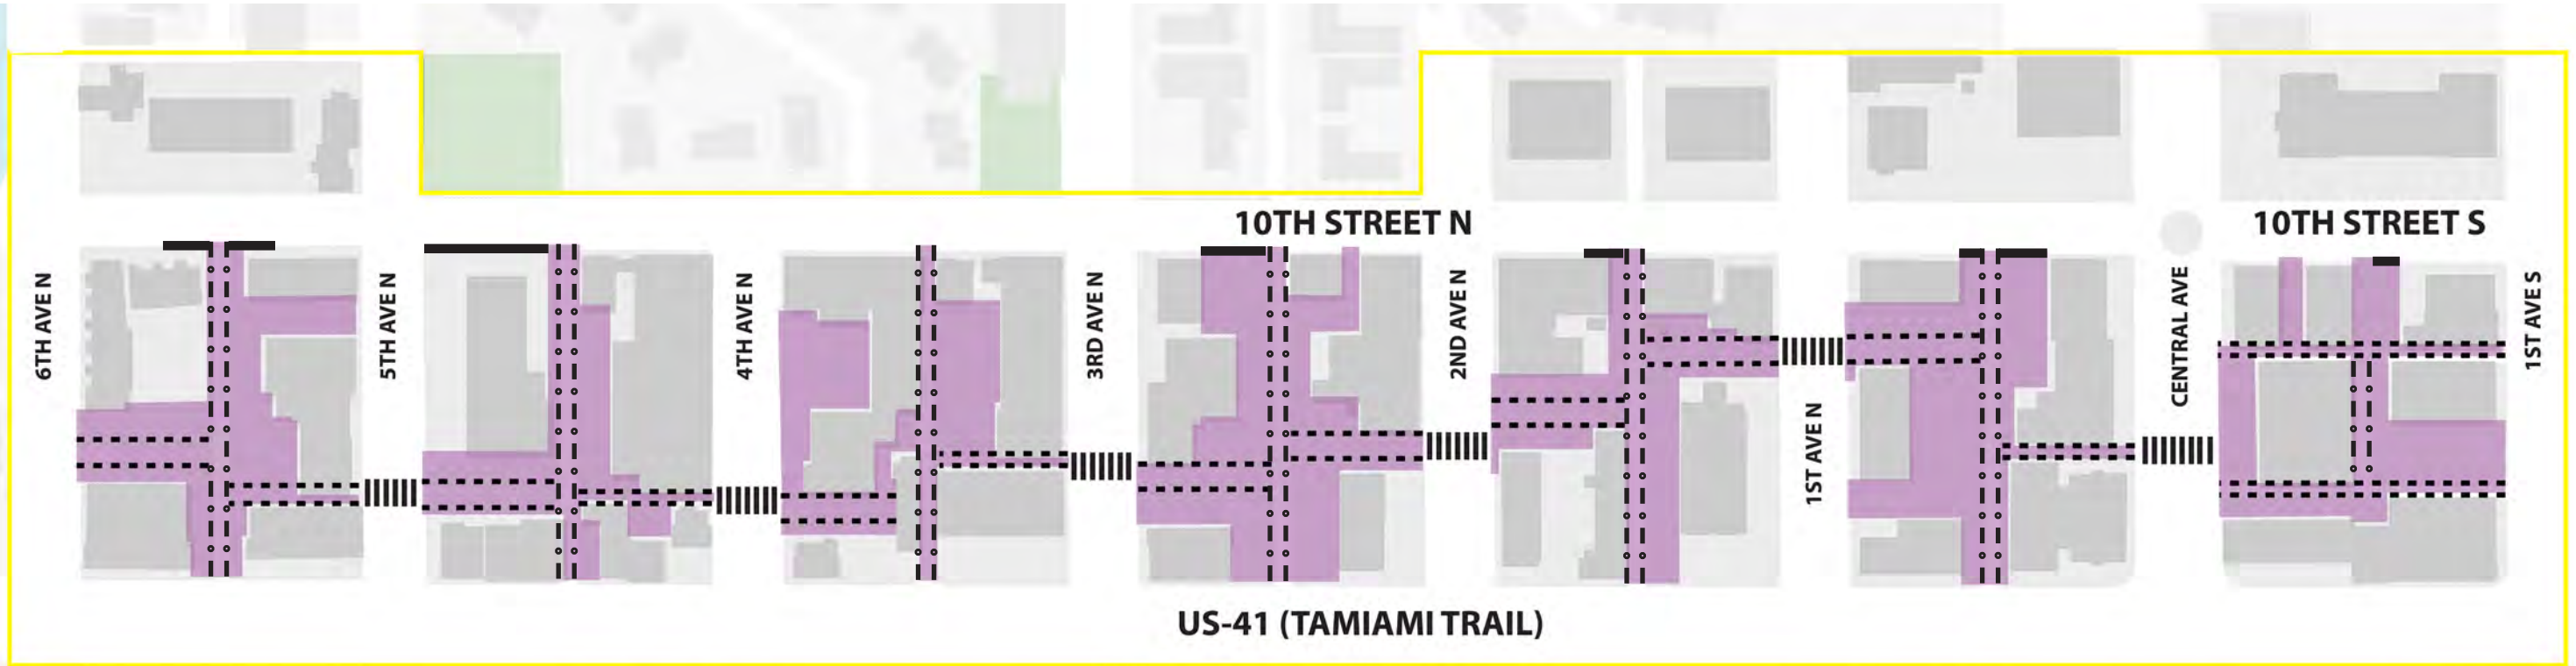 10TH STREET N
10TH STREET S
6TH AVE N
5TH AVE N
4TH AVE N
3RD AVE N
2ND AVE N
1ST AVE N
CENTRAL AVE
1ST AVE S
US-41 (TAMIAMI TRAIL)